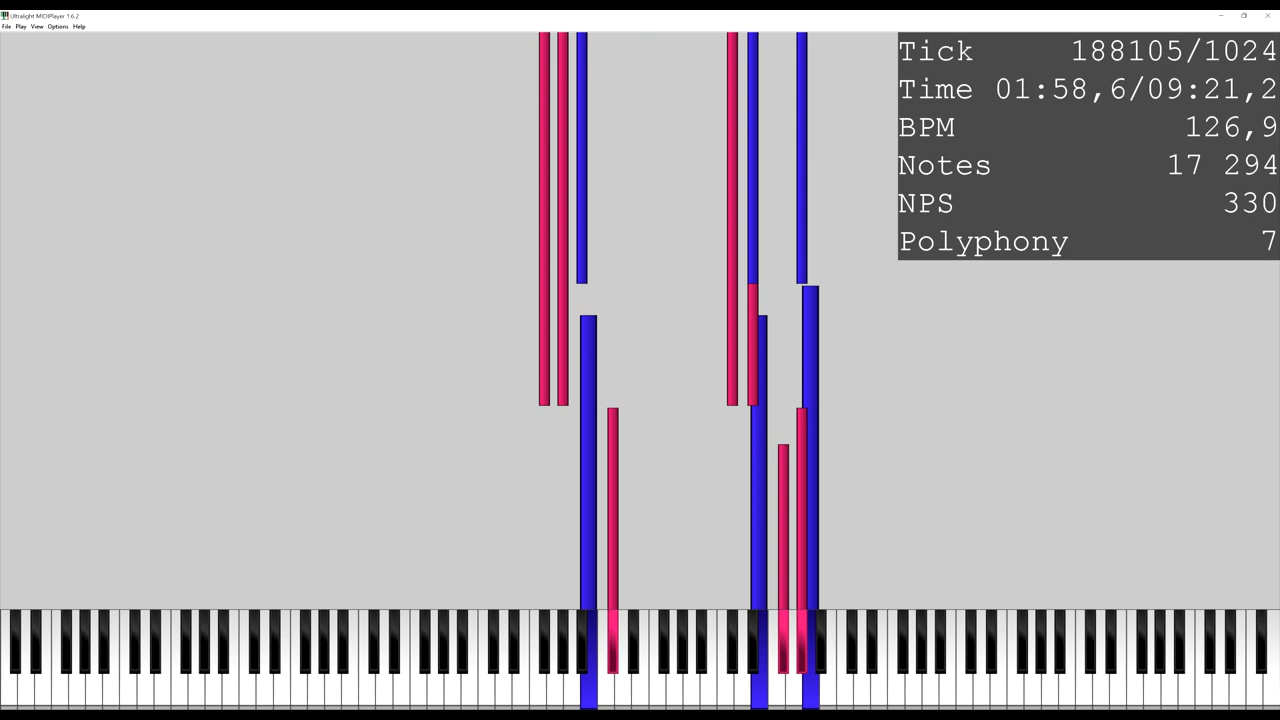 Ultralight MIDIPlayer 1.6.2
File Play View Options Help
Tick 188105/1024
Time 01:58,6/09:21,2
BPM 126,9
Notes 17 294
NPS 330
Polyphony 7